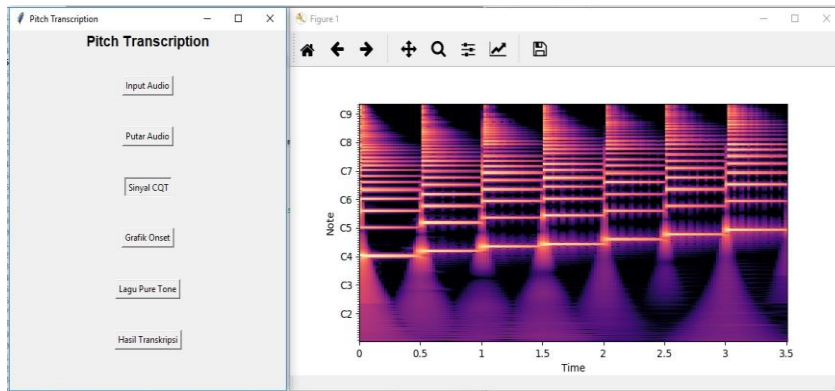 Pitch Transcription
Pitch Transcription
Input Audio
Putar Audio
Sinyal CQT
Grafik Onset
Lagu Pure Tone
Hasil Transkripsi
Figure 1
C9
C8
C7
C6
C5
C4
C3
C2
Note
0 0.5 1 1.5 2 2.5 3 3.5
Time